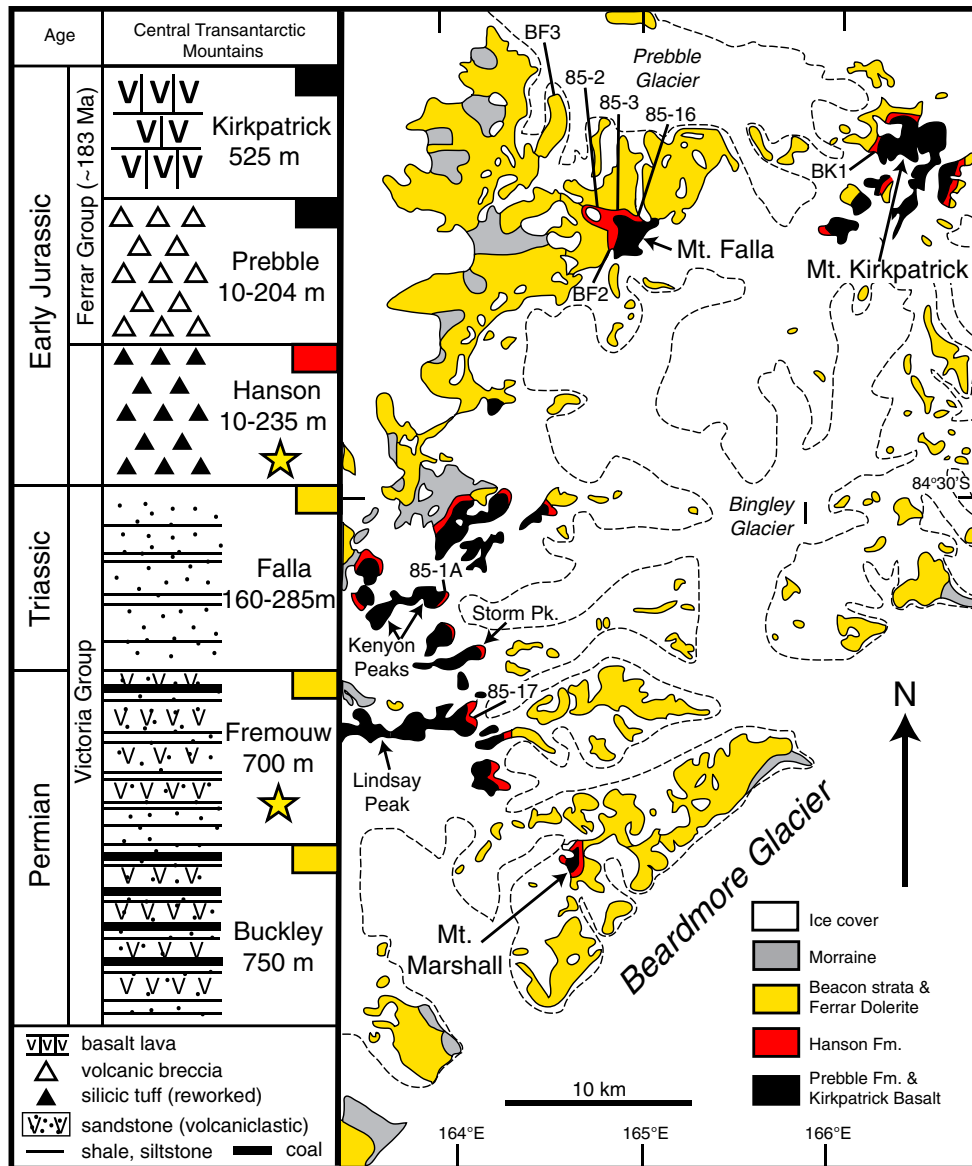 Age
Central Transantarctic
Mountains
Early Jurassic
Ferrar Group (~183 Ma)
Kirkpatrick
525 m
Prebble
10-204 m
Hanson
10-235 m
Triassic
Victoria Group
Falla
160-285m
Permian
Fremouw
700 m
Buckley
750 m
basalt lava
volcanic breccia
silicic tuff (reworked)
sandstone (volcaniclastic)
shale, siltstone
coal
BF3
Prebble
Glacier
85-2
85-3
85-16
BK1
Mt. Falla
Mt. Kirkpatrick
BF2
84°30'S
Bingley
Glacier
85-1A
Storm Pk.
Kenyon
Peaks
85-17
N
Lindsay
Peak
Beardmore Glacier
Mt.
Marshall
Ice cover
Morraine
Beacon strata &
Ferrar Dolerite
Hanson Fm.
Prebble Fm. &
Kirkpatrick Basalt
10 km
164°E
165°E
166°E